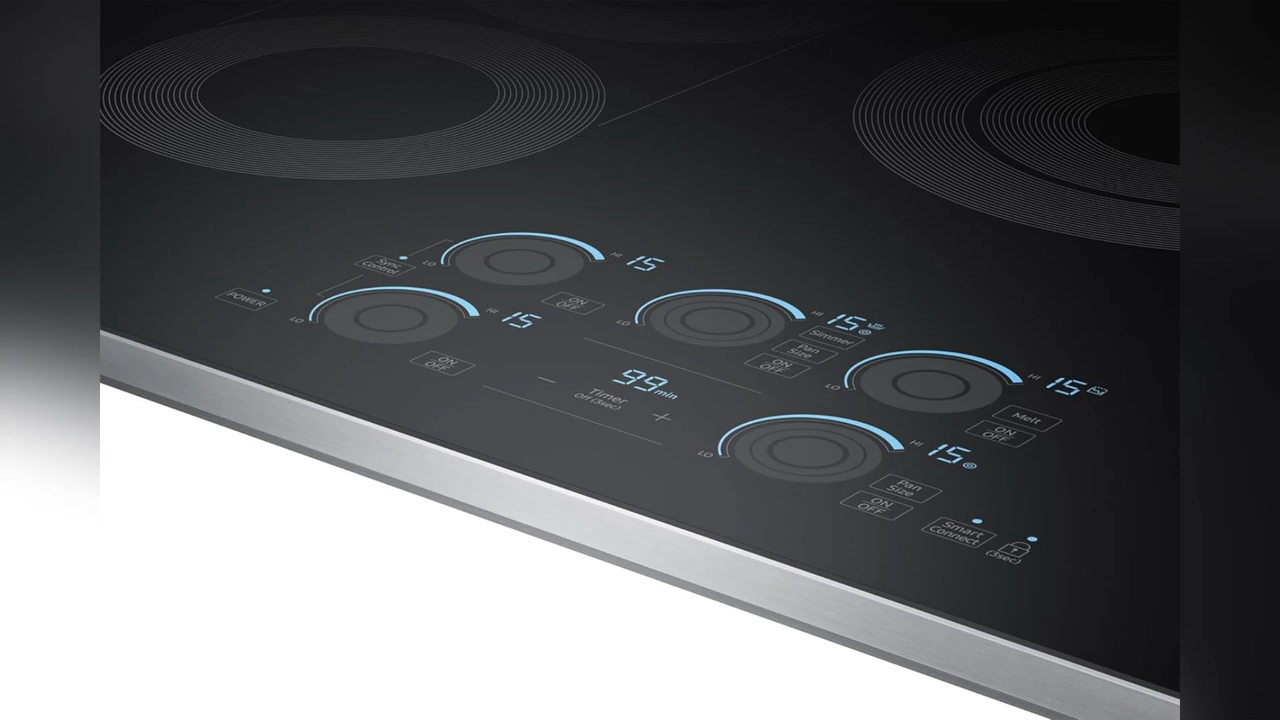 Sync
Control
LO
HI
15
ON
OFF
POWER
LO
HI
15
ON
OFF
LO
HI
15
Simmer
Pan
Size
ON
OFF
99min
Timer
Off (3sec)
LO
HI
15
Melt
ON
OFF
LO
HI
15
Pan
Size
ON
OFF
Smart
Connect
(3sec)